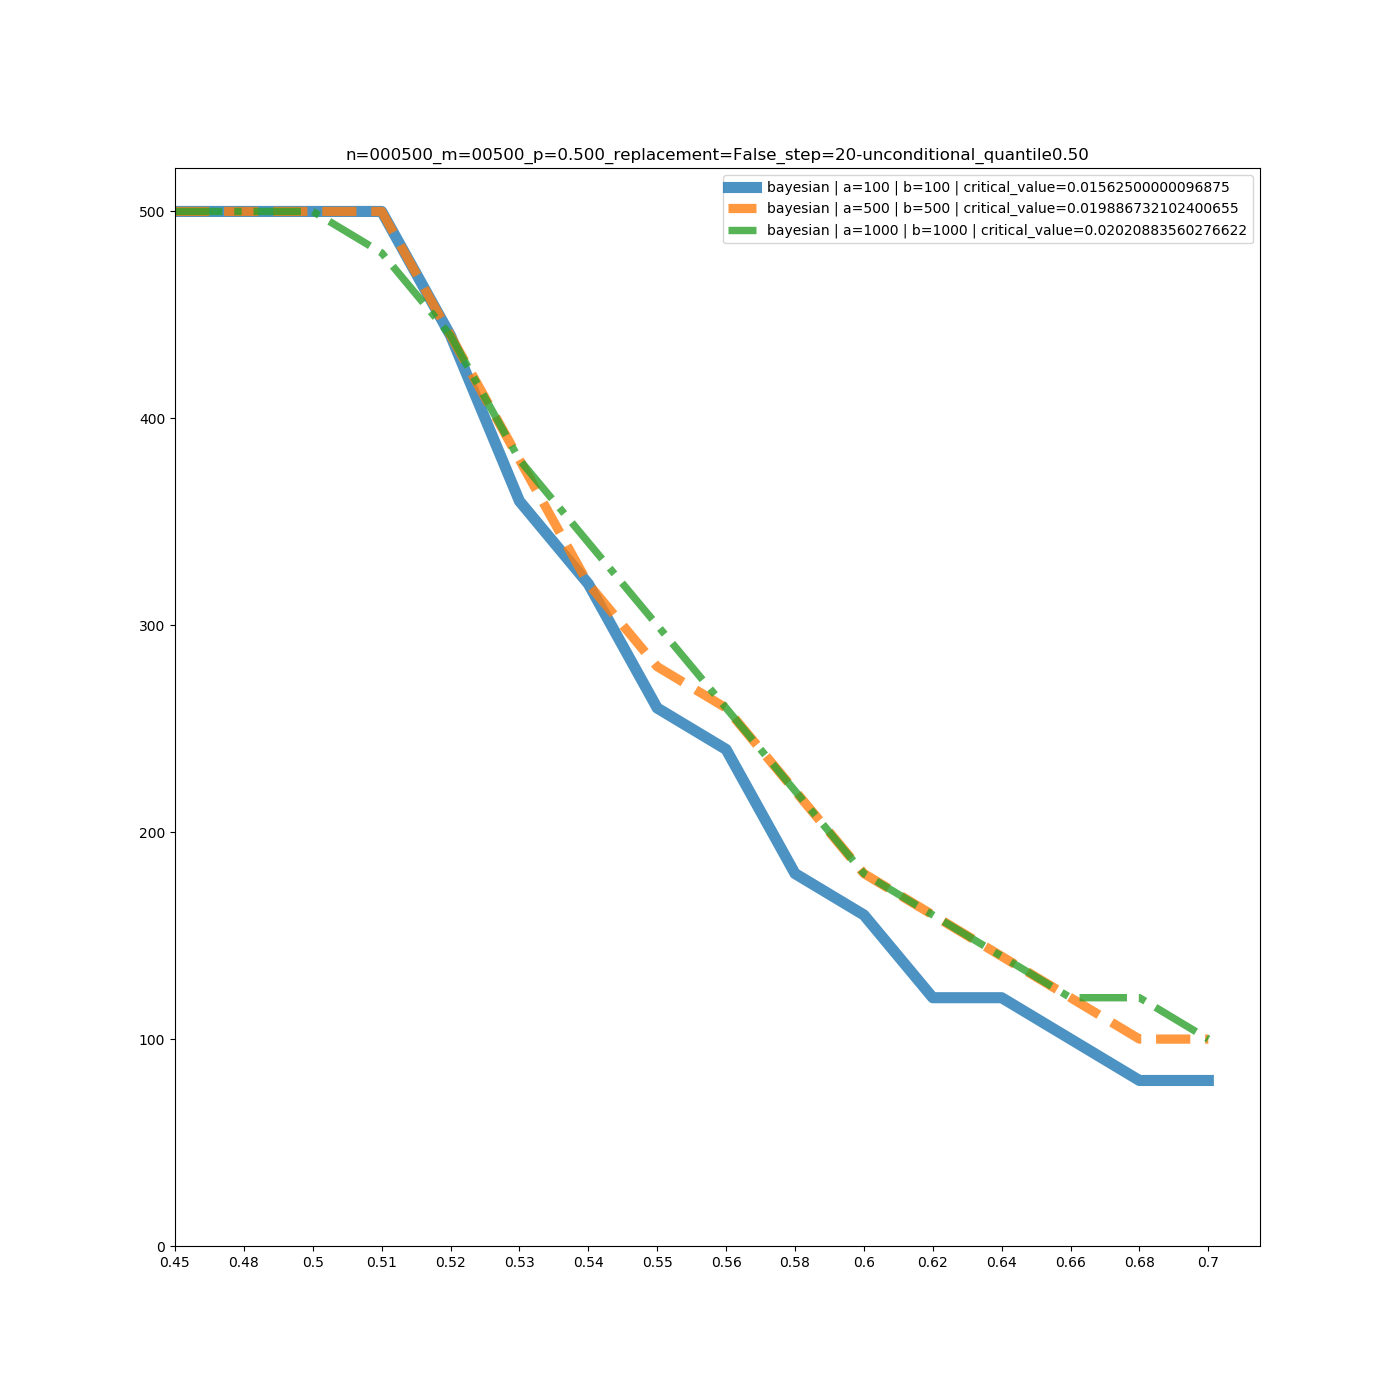 n=000500_m=00500_p=0.500_replacement=False_step=20-unconditional_quantile0.50
bayesian | a=100 | b=100 | critical_value=0.01562500000096875
bayesian | a=500 | b=500 | critical_value=0.019886732102400655
bayesian | a=1000 | b=1000 | critical_value=0.02020883560276622
500
400
300
200
100
0
0.45 0.48 0.5 0.51 0.52 0.53 0.54 0.55 0.56 0.58 0.6 0.62 0.64 0.66 0.68 0.7